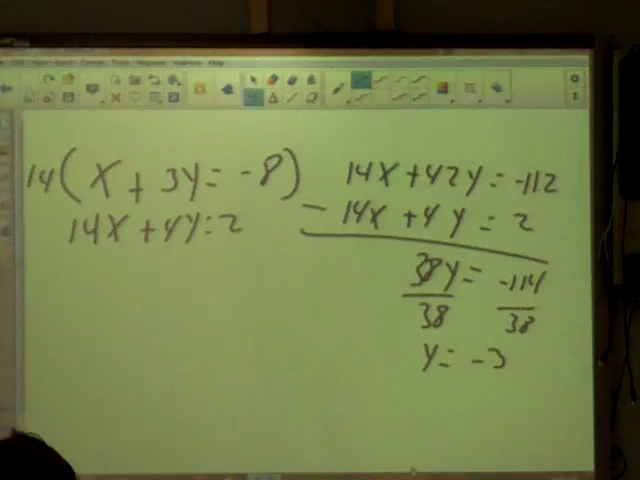 14(X + 3y = -8)
14X + 4y = 2
14X + 42y = -112
- 14X + 4y = 2
38y = -114
38 38
y = -3